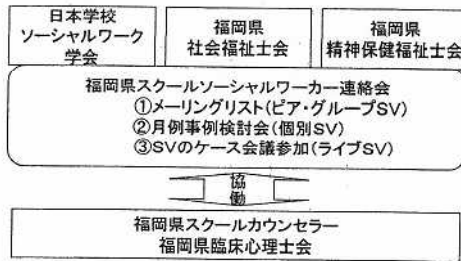 日本学校
ソーシャルワーク
学会
福岡県
社会福祉士会
福岡県
精神保健福祉士会
福岡県スクールソーシャルワーカー連絡会
①メーリングリスト(ピア・グループSV)
②月例事例検討会(個別SV)
③SVのケース会議参加(ライブSV)
協
働
福岡県スクールカウンセラー
福岡県臨床心理士会